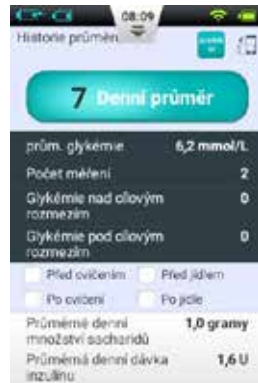 08:09
Historie průměrů
7 Denní průměr
prům. glykémie 6,2 mmol/L
Počet měření 2
Glykémie nad cílovým 0
rozmezím
Glykémie pod cílovým 0
rozmezím
Před cvičením Před jídlem
Po cvičení Po jídle
Průměrné denní 1,0 gramy
množství sacharidů
Průměrná denní dávka 1,6 U
inzulínu